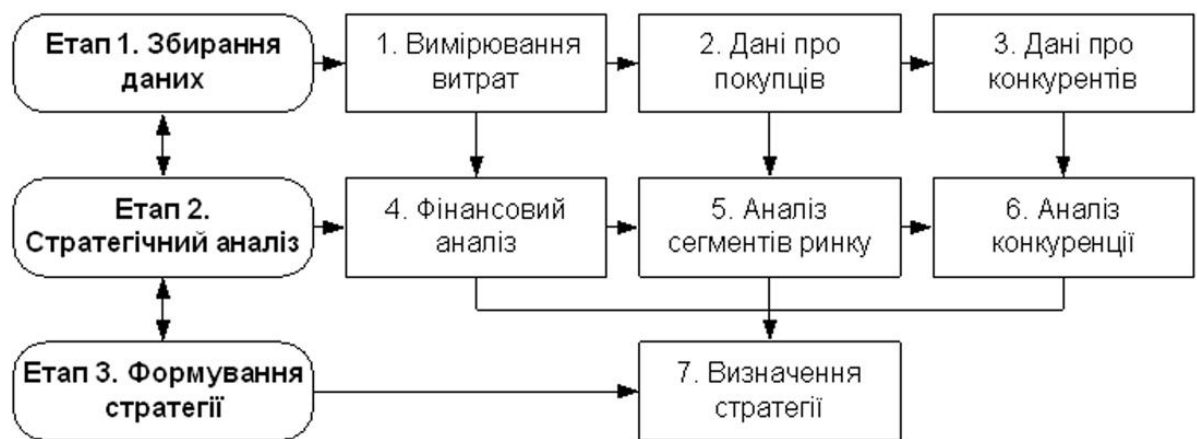 Етап 1. Збирання
даних
1. Вимірювання
витрат
2. Дані про
покупців
3. Дані про
конкурентів
Етап 2.
Стратегічний аналіз
4. Фінансовий
аналіз
5. Аналіз
сегментів ринку
6. Аналіз
конкуренції
Етап 3. Формування
стратегії
7. Визначення
стратегії